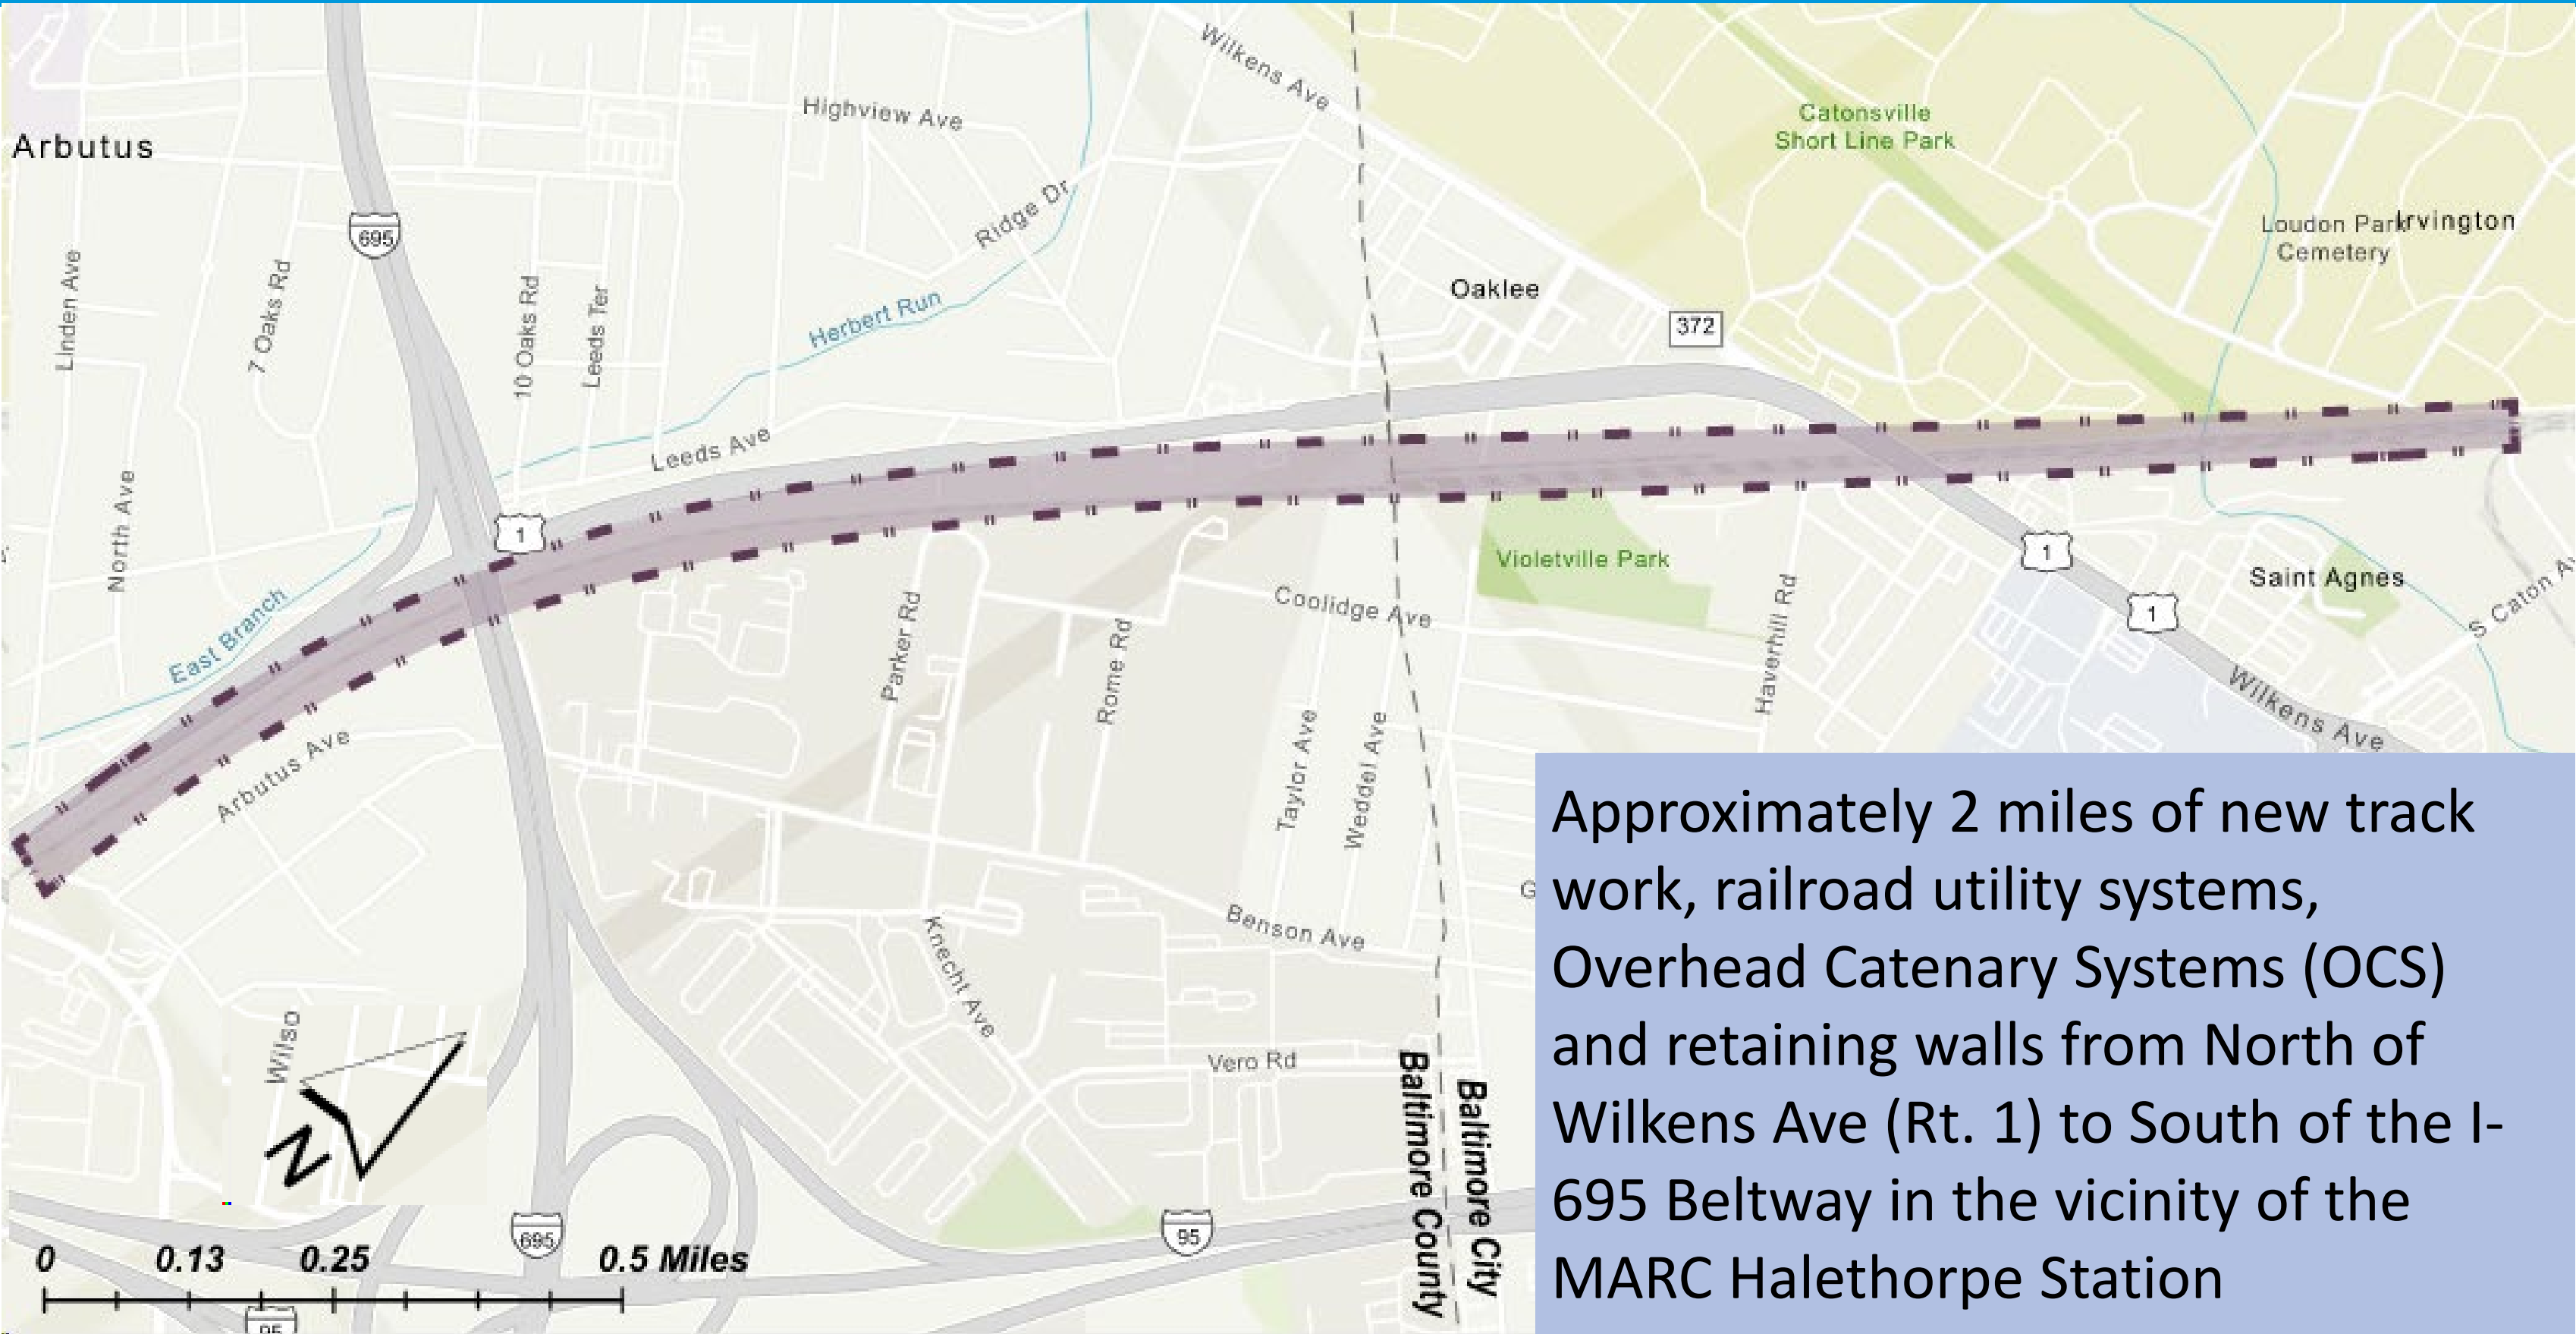 Wilkens Ave
Highview Ave
Catonsville
Short Line Park
Arbutus
Ridge Dr
Loudon Park
Cemetery
Irvington
695
Linden Ave
7 Oaks Rd
10 Oaks Rd
Leeds Ter
Herbert Run
Oaklee
372
Leeds Ave
North Ave
1
East Branch
Violetville Park
1
Saint Agnes
Coolidge Ave
Haverhill Rd
1
S Caton A
Parker Rd
Rome Rd
Wilkens Ave
Arbutus Ave
Taylor Ave
Weddel Ave
Benson Ave
Knecht Ave
G
Vero Rd
Wilso
N
Baltimore County
Baltimore City
695
95
0 0.13 0.25 0.5 Miles
95
Approximately 2 miles of new track
work, railroad utility systems,
Overhead Catenary Systems (OCS)
and retaining walls from North of
Wilkens Ave (Rt. 1) to South of the I-
695 Beltway in the vicinity of the
MARC Halethorpe Station